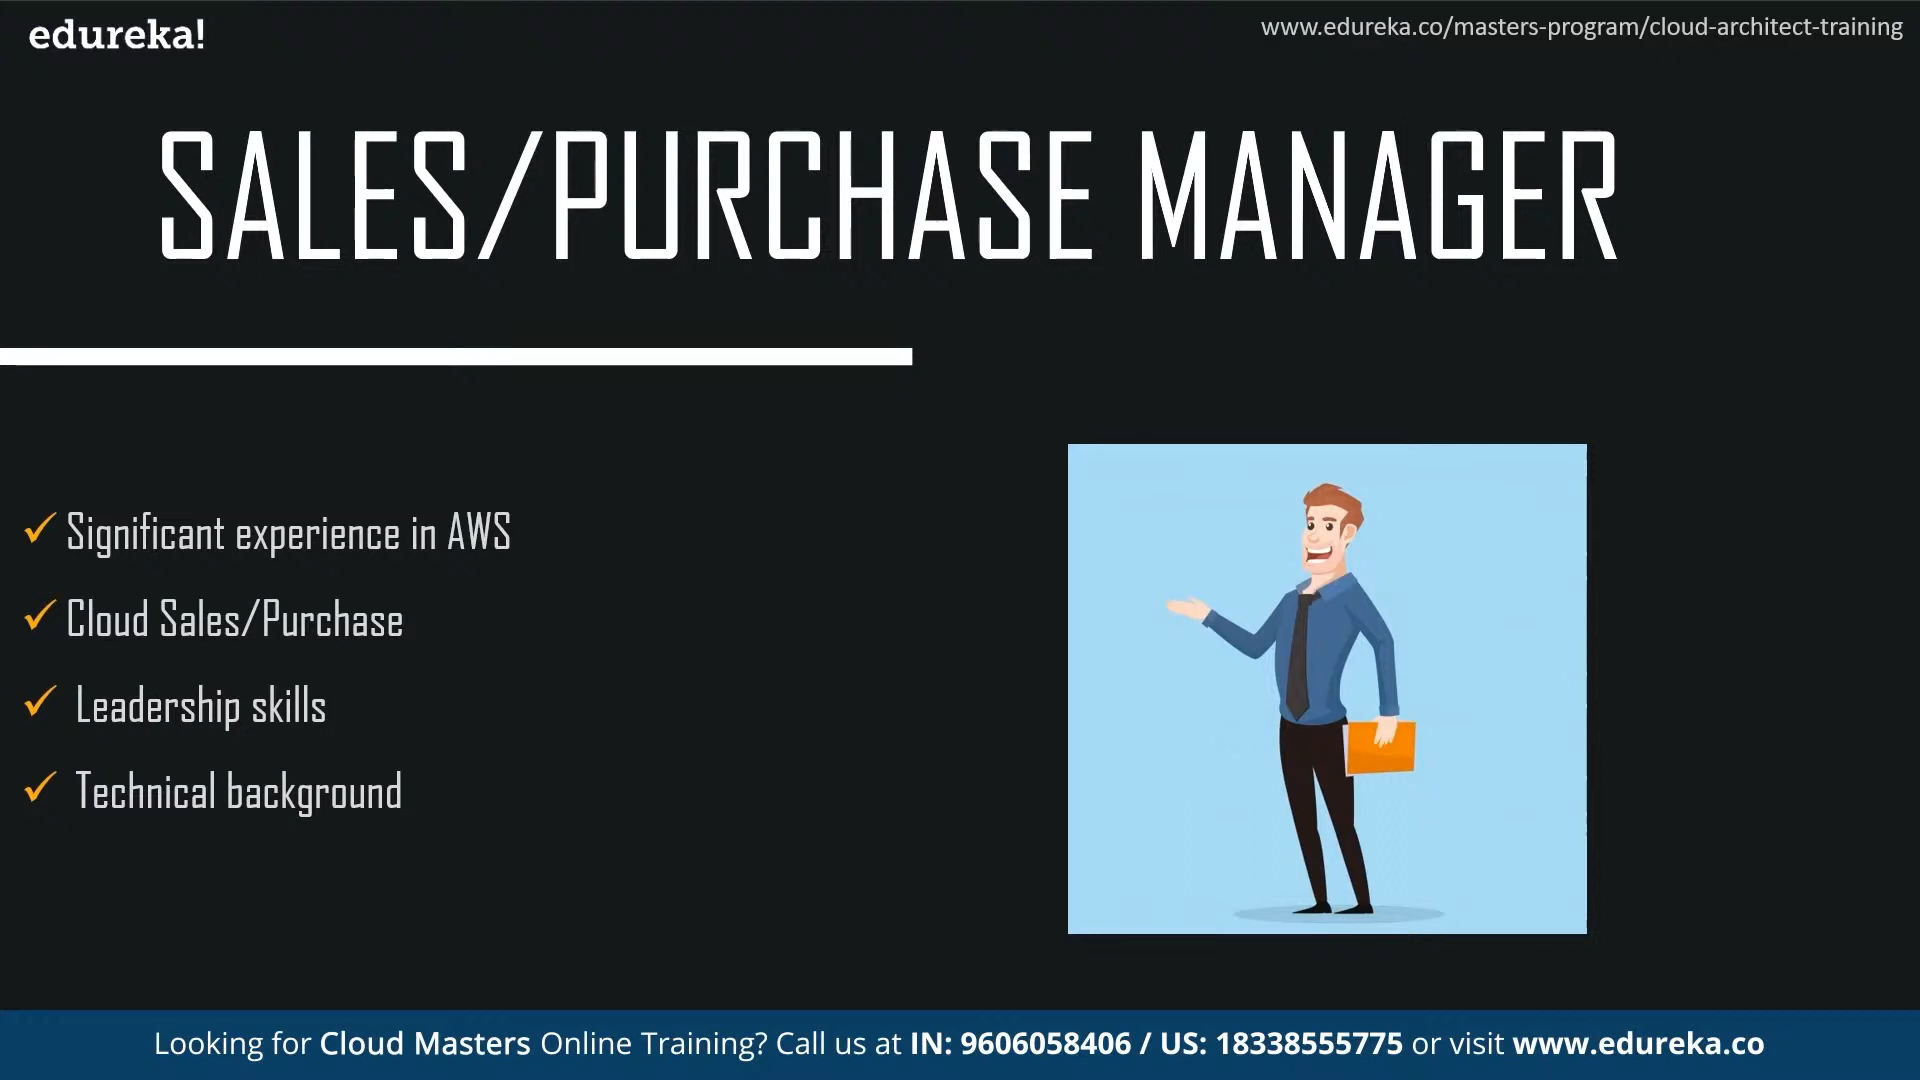 edureka!
www.edureka.co/masters-program/cloud-architect-training
SALES/PURCHASE MANAGER
Significant experience in AWS
Cloud Sales/Purchase
Leadership skills
Technical background
Looking for Cloud Masters Online Training? Call us at IN: 9606058406 / US: 18338555775 or visit www.edureka.co